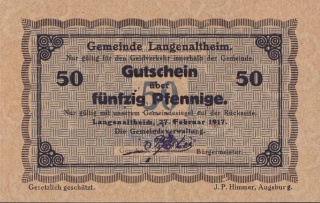 Gemeinde Langenaltheim.
Nur gültig für den Geldverkehr innerhalb der Gemeinde.
50 Gutschein 50
über
50
fünfzig Pfennige.
Nur gültig mit unserem Gemeindesiegel auf der Rückseite.
Langenaltheim, 27. Februar 1917.
Die Gemeindeverwaltung.
Bürgermeister.
Gesetzlich geschützt. J. P. Himmer, Augsburg.